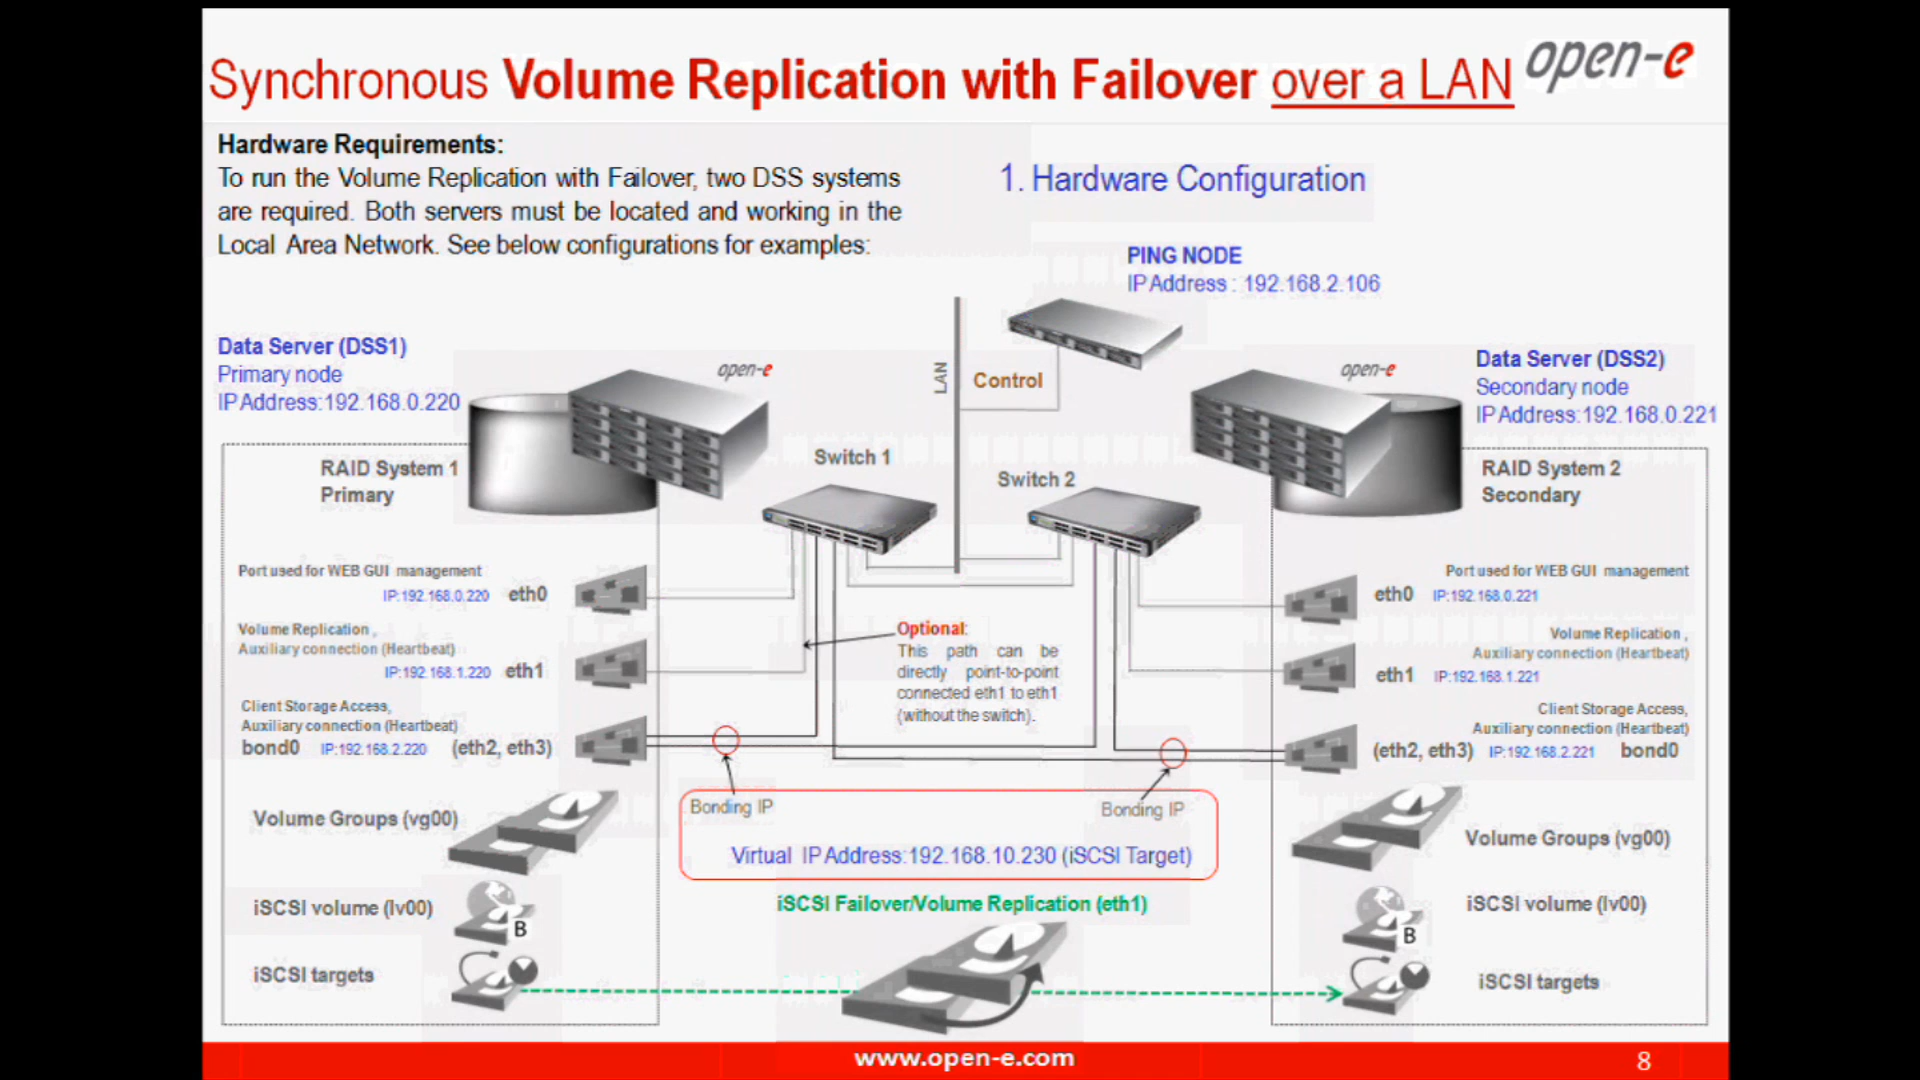 Synchronous Volume Replication with Failover over a LAN
open-e
Hardware Requirements:
To run the Volume Replication with Failover, two DSS systems
are required. Both servers must be located and working in the
Local Area Network. See below configurations for examples:
1. Hardware Configuration
PING NODE
IP Address : 192.168.2.106
Data Server (DSS1)
Primary node
IP Address:192.168.0.220
open-e
LAN
Control
open-e
Data Server (DSS2)
Secondary node
IP Address:192.168.0.221
RAID System 1
Primary
Switch 1
Switch 2
RAID System 2
Secondary
Port used for WEB GUI management
IP:192.168.0.220 eth0
Volume Replication ,
Auxiliary connection (Heartbeat)
IP:192.168.1.220 eth1
Client Storage Access,
Auxiliary connection (Heartbeat)
bond0 IP:192.168.2.220 (eth2, eth3)
Optional:
This path can be
directly point-to-point
connected eth1 to eth1
(without the switch).
Port used for WEB GUI management
eth0 IP:192.168.0.221
Volume Replication ,
Auxiliary connection (Heartbeat)
eth1 IP:192.168.1.221
Client Storage Access,
Auxiliary connection (Heartbeat)
(eth2, eth3) IP:192.168.2.221 bond0
Bonding IP
Bonding IP
Virtual IP Address:192.168.10.230 (iSCSI Target)
Volume Groups (vg00)
Volume Groups (vg00)
iSCSI Failover/Volume Replication (eth1)
iSCSI volume (lv00)
B
B
iSCSI volume (lv00)
iSCSI targets
iSCSI targets
www.open-e.com
8